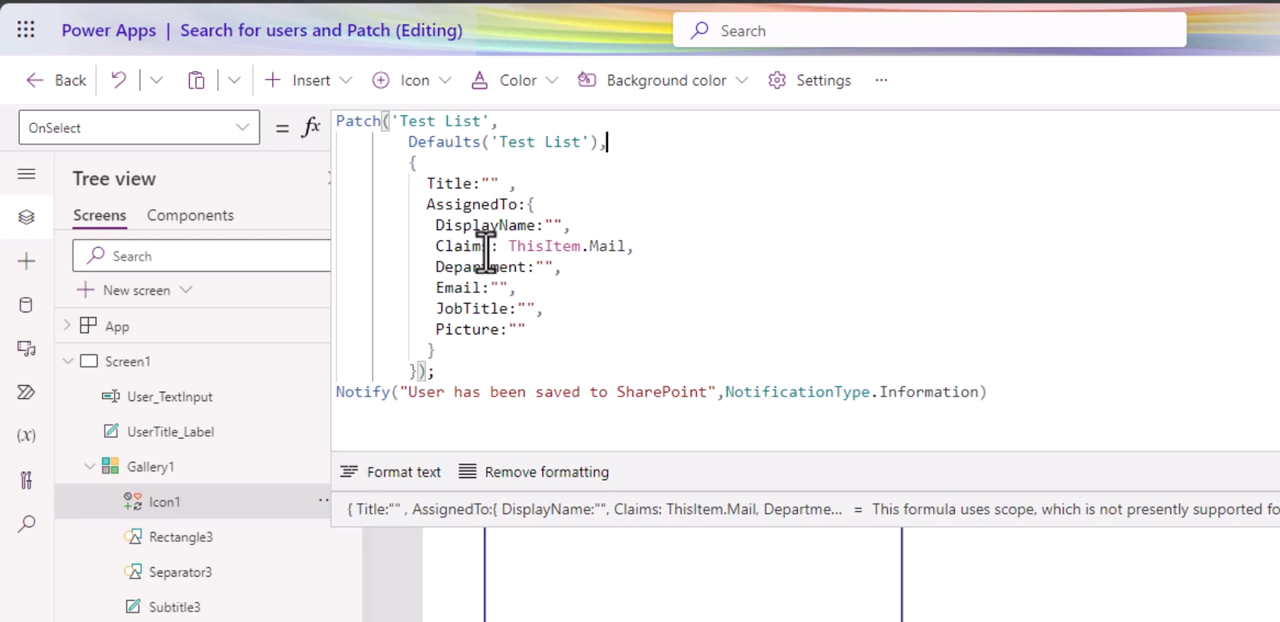 Power Apps | Search for users and Patch (Editing)
Search
Back
Insert
Icon
Color
Background color
Settings
OnSelect
= fx
Patch('Test List',
Defaults('Test List'),
{
Title:"" ,
AssignedTo:{
DisplayName:"",
Claims: ThisItem.Mail,
Department:"",
Email:"",
JobTitle:"",
Picture:""
}
});
Notify("User has been saved to SharePoint",NotificationType.Information)
Format text
Remove formatting
{ Title:"" , AssignedTo:{ DisplayName:"", Claims: ThisItem.Mail, Departme... = This formula uses scope, which is not presently supported fo
Tree view
Screens
Components
Search
New screen
App
Screen1
User_TextInput
UserTitle_Label
Gallery1
Icon1
Rectangle3
Separator3
Subtitle3
(x)